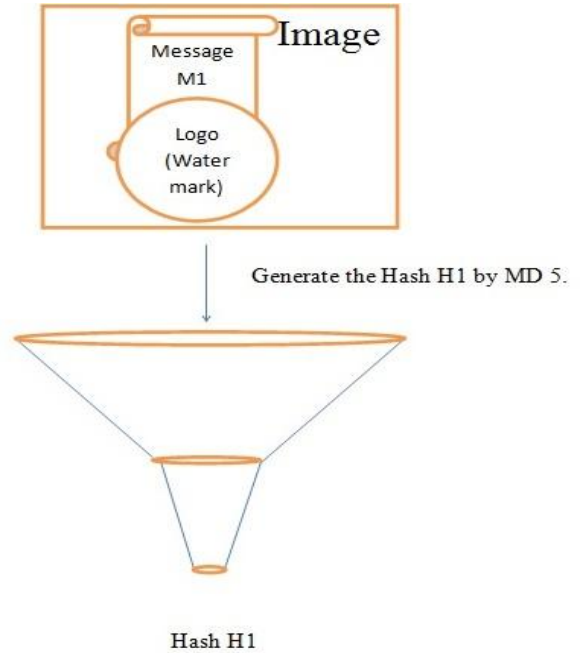 Image
Message
M1
Logo
(Water
mark)
Generate the Hash H1 by MD 5.
Hash H1